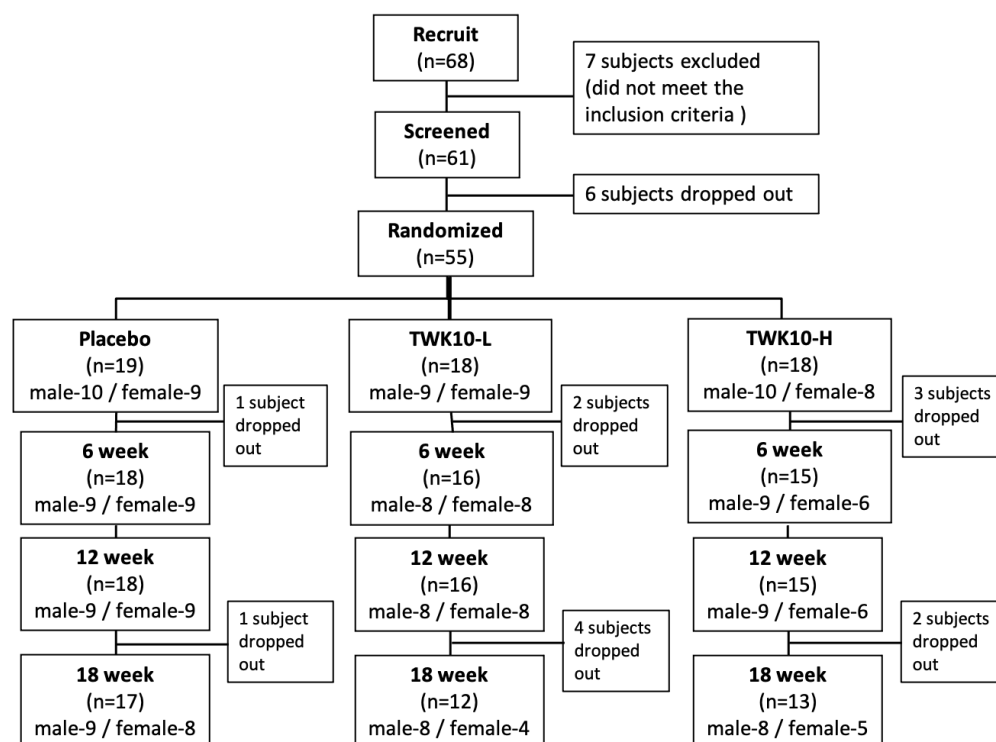 Recruit
(n=68)
7 subjects excluded
(did not meet the
inclusion criteria )
Screened
(n=61)
6 subjects dropped out
Randomized
(n=55)
Placebo
(n=19)
male-10 / female-9
TWK10-L
(n=18)
male-9 / female-9
TWK10-H
(n=18)
male-10 / female-8
1 subject
dropped
out
2 subjects
dropped
out
3 subjects
dropped
out
6 week
(n=18)
male-9 / female-9
6 week
(n=16)
male-8 / female-8
6 week
(n=15)
male-9 / female-6
12 week
(n=18)
male-9 / female-9
12 week
(n=16)
male-8 / female-8
12 week
(n=15)
male-9 / female-6
1 subject
dropped
out
4 subjects
dropped
out
2 subjects
dropped
out
18 week
(n=17)
male-9 / female-8
18 week
(n=12)
male-8 / female-4
18 week
(n=13)
male-8 / female-5